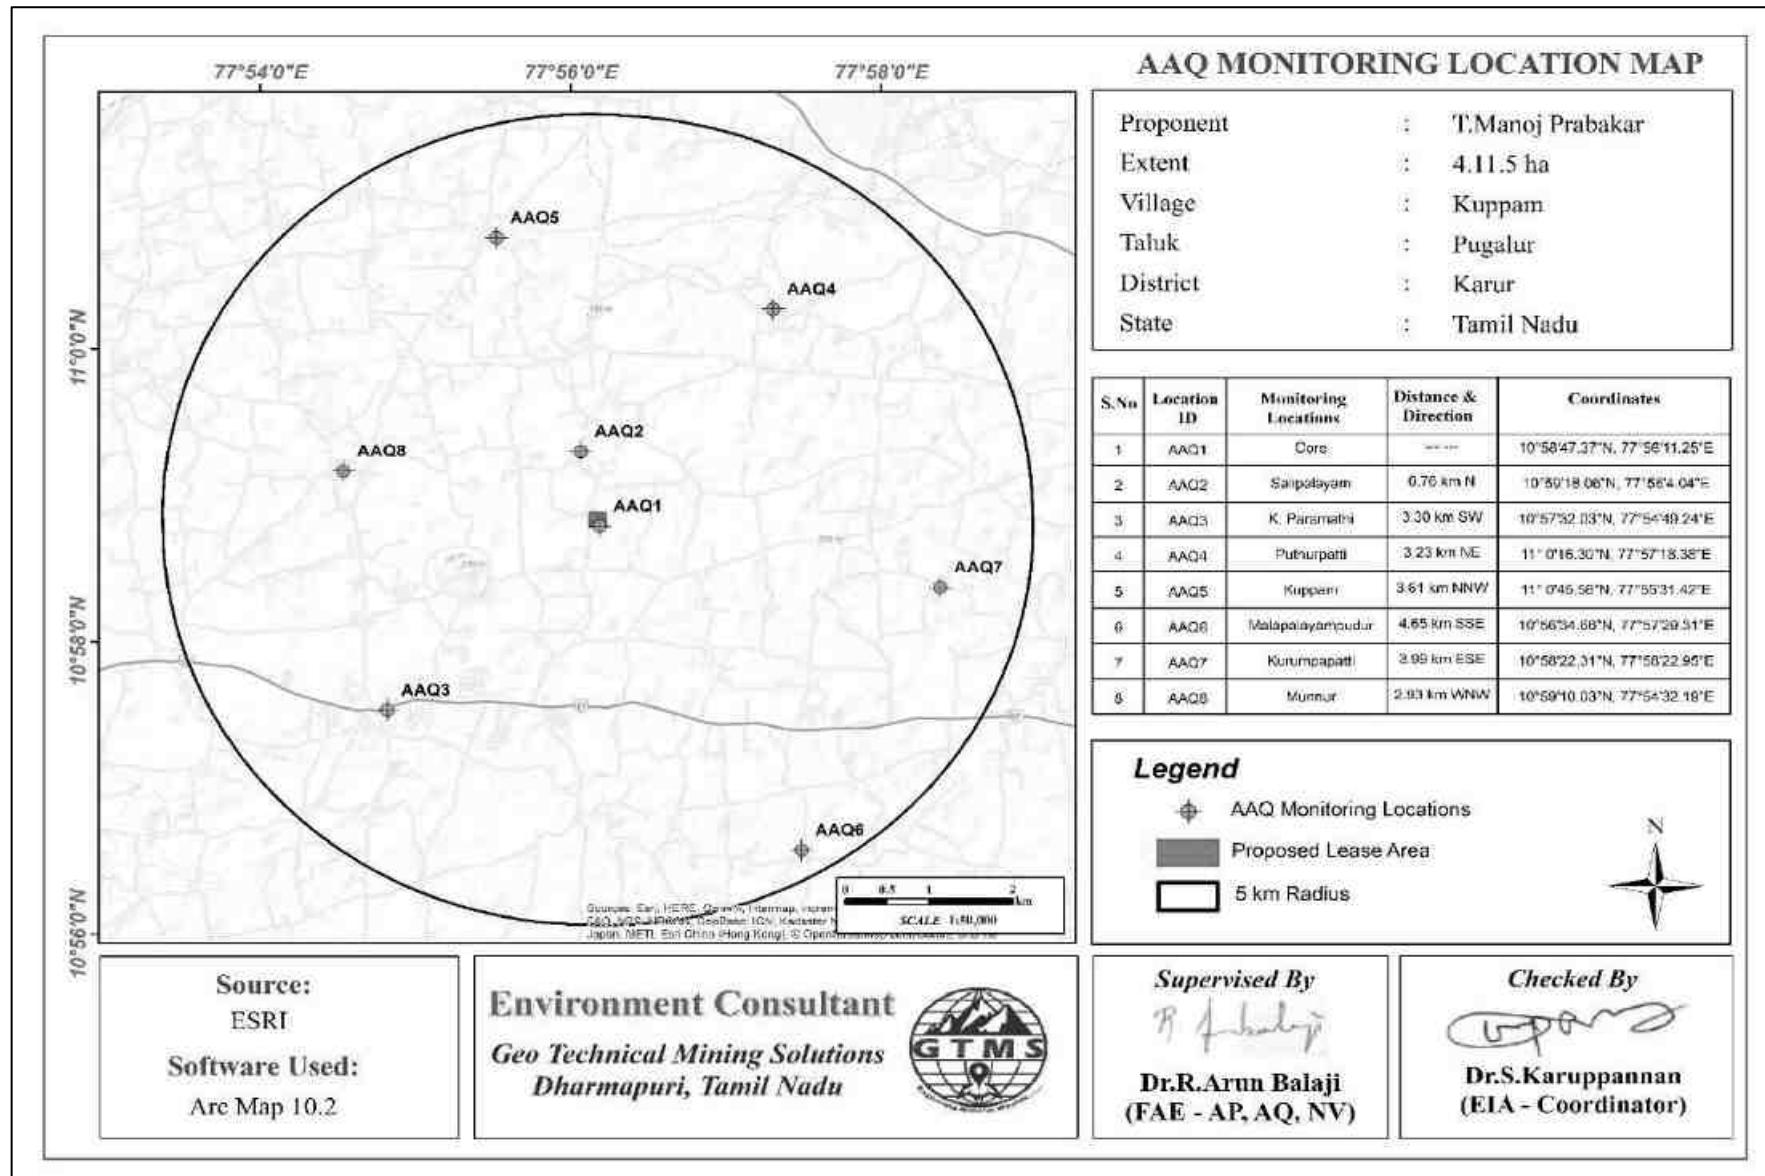 AAQ MONITORING LOCATION MAP
77°54'0"E 77°56'0"E 77°58'0"E
11°0'0"N
10°58'0"N
10°56'0"N
AAQ5
AAQ4
AAQ2
AAQ8
AAQ1
AAQ7
AAQ3
AAQ6
0 0.5 1 2
km
SCALE 1:80,000
Proponent : T.Manoj Prabakar
Extent : 4.11.5 ha
Village : Kuppam
Taluk : Pugalur
District : Karur
State : Tamil Nadu
S.No Location ID Monitoring Locations Distance & Direction Coordinates
1 AAQ1 Core 10°58'47.37"N, 77°56'11.25"E
2 AAQ2 Salipalayam 0.76 km N 10°59'18.06"N, 77°56'4.04"E
3 AAQ3 K. Paramathi 3.30 km SW 10°57'32.03"N, 77°54'49.24"E
4 AAQ4 Puthurpatti 3.23 km NE 11° 0'16.30"N, 77°57'18.38"E
5 AAQ5 Kuppam 3.61 km NNW 11° 0'45.56"N, 77°55'31.42"E
6 AAQ6 Malapalayampudur 4.65 km SSE 10°56'34.66"N, 77°57'29.31"E
7 AAQ7 Kurumpapatti 3.99 km ESE 10°58'22.31"N, 77°58'22.95"E
8 AAQ8 Munnur 2.93 km WNW 10°59'10.03"N, 77°54'32.19"E
Legend
AAQ Monitoring Locations
Proposed Lease Area
5 km Radius
N
Source:
ESRI
Software Used:
Arc Map 10.2
Environment Consultant
Geo Technical Mining Solutions
Dharmapuri, Tamil Nadu
GTMS
Supervised By
Dr.R.Arun Balaji
(FAE - AP, AQ, NV)
Checked By
Dr.S.Karuppannan
(EIA - Coordinator)